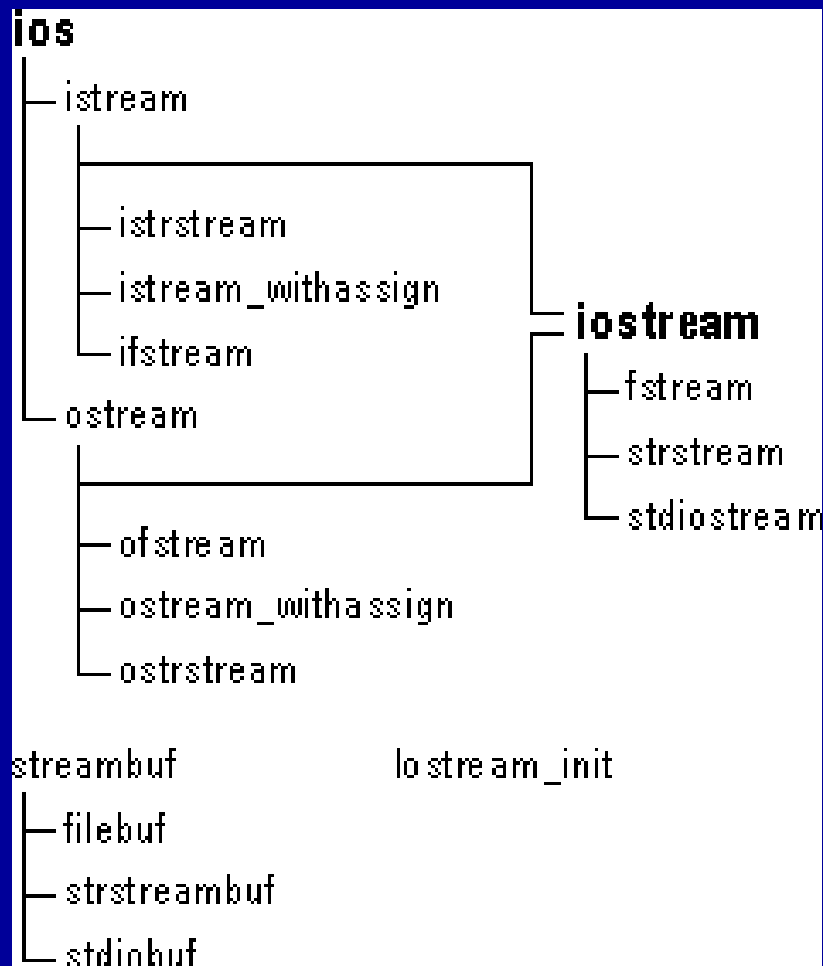 ios
istream
istrstream
istream_withassign
ifstream
iostream
fstream
strstream
stdiostream
ostream
ofstream
ostream_withassign
ostrstream
streambuf
Iostream_init
filebuf
strstreambuf
stdiobuf